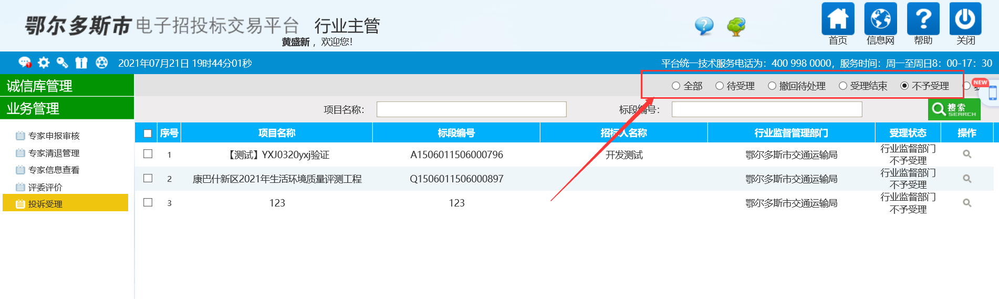 鄂尔多斯市 电子招投标交易平台 行业主管
黄盛新 ，欢迎您！
首页 信息网 帮助 关闭
2021年07月21日 19时44分01秒
平台统一技术服务电话为：400 998 0000，服务时间：周一至周日8：00-17：30
诚信库管理
业务管理
专家申报审核
专家清退管理
专家信息查看
评委评价
投诉受理
全部 待受理 撤回待处理 受理结束 不予受理
NEW
项目名称： 标段编号： 搜索
SEARCH
序号 项目名称 标段编号 招标人名称 行业监督管理部门 受理状态 操作
1 【测试】YXJ0320yxj验证 A1506011506000796 开发测试 鄂尔多斯市交通运输局 行业监督部门
不予受理
2 康巴什新区2021年生活环境质量评测工程 Q1506011506000897 鄂尔多斯市交通运输局 行业监督部门
不予受理
3 123 123 鄂尔多斯市交通运输局 行业监督部门
不予受理